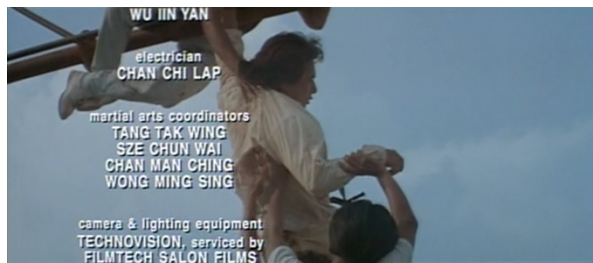 WU JIN YAN
electrician
CHAN CHI LAP
martial arts coordinators
TANG TAK WING
SZE CHUN WAI
CHAN MAN CHING
WONG MING SING
camera & lighting equipment
TECHNOVISION, serviced by
FILMTECH SALON FILMS